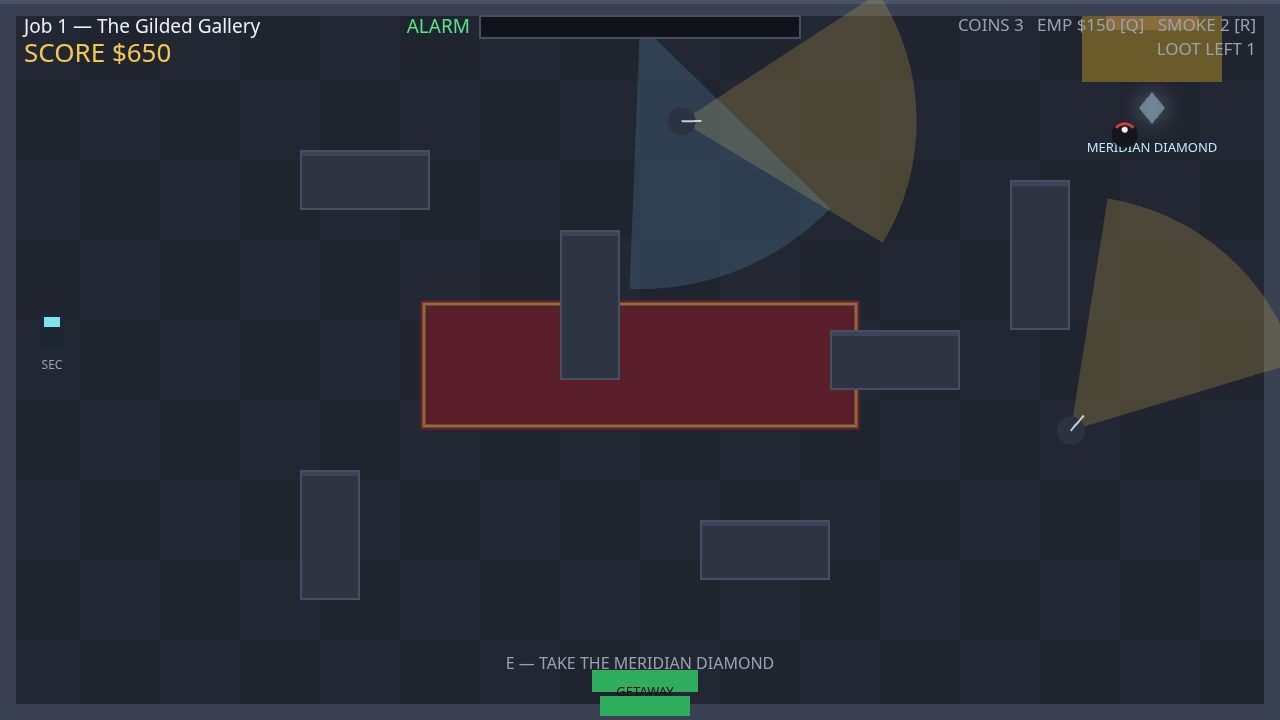 Job 1 — The Gilded Gallery
ALARM
COINS 3 EMP $150 [Q] SMOKE 2 [R]
SCORE $650
LOOT LEFT 1
MERIDIAN DIAMOND
SEC
E — TAKE THE MERIDIAN DIAMOND
GETAWAY